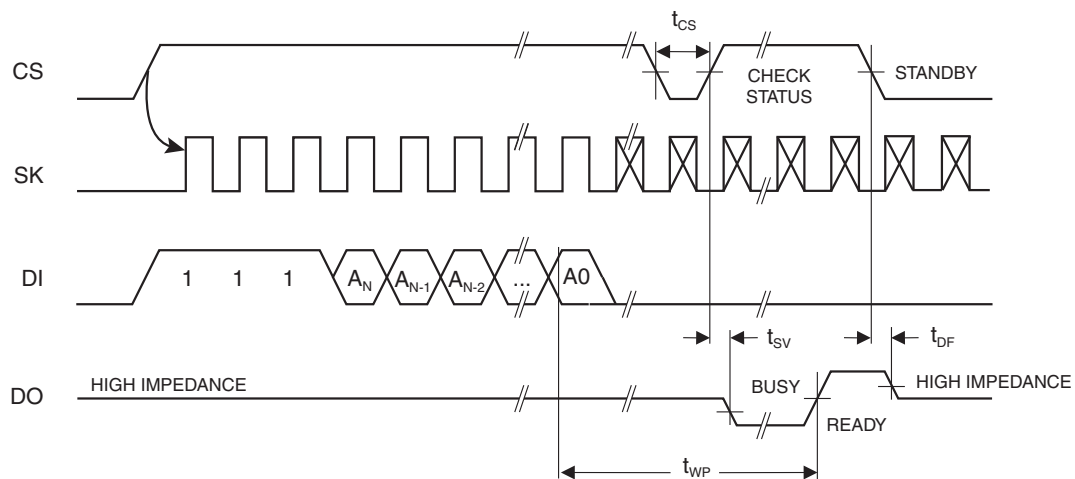 t_CS
CS
CHECK
STATUS
STANDBY
SK
DI
1 1 1 A_N A_N-1 A_N-2 ... A0
t_SV
t_DF
DO
HIGH IMPEDANCE
BUSY
READY
HIGH IMPEDANCE
t_WP